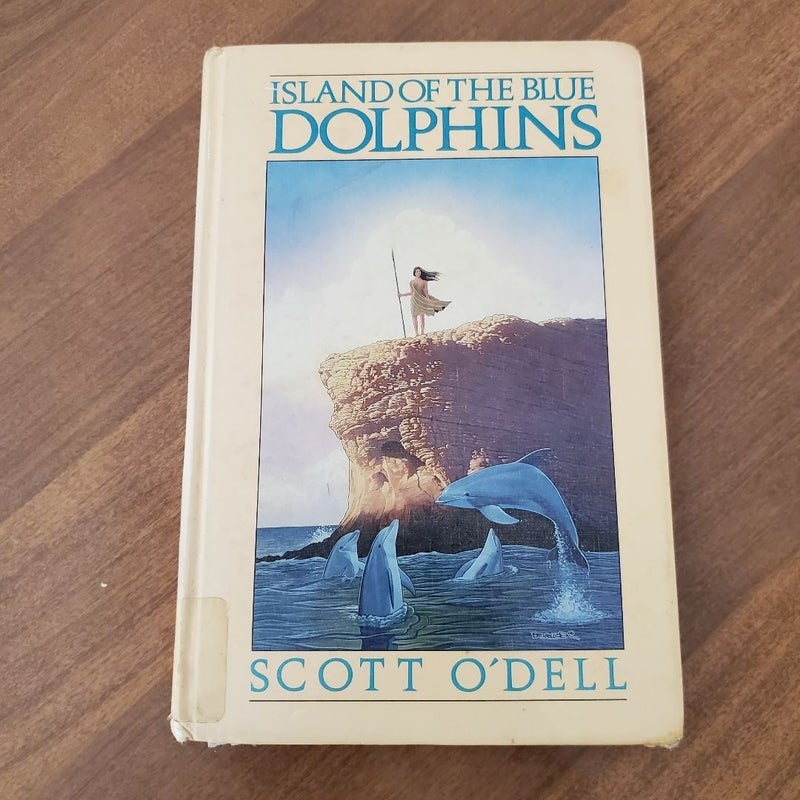 ISLAND OF THE BLUE
DOLPHINS
SCOTT O'DELL